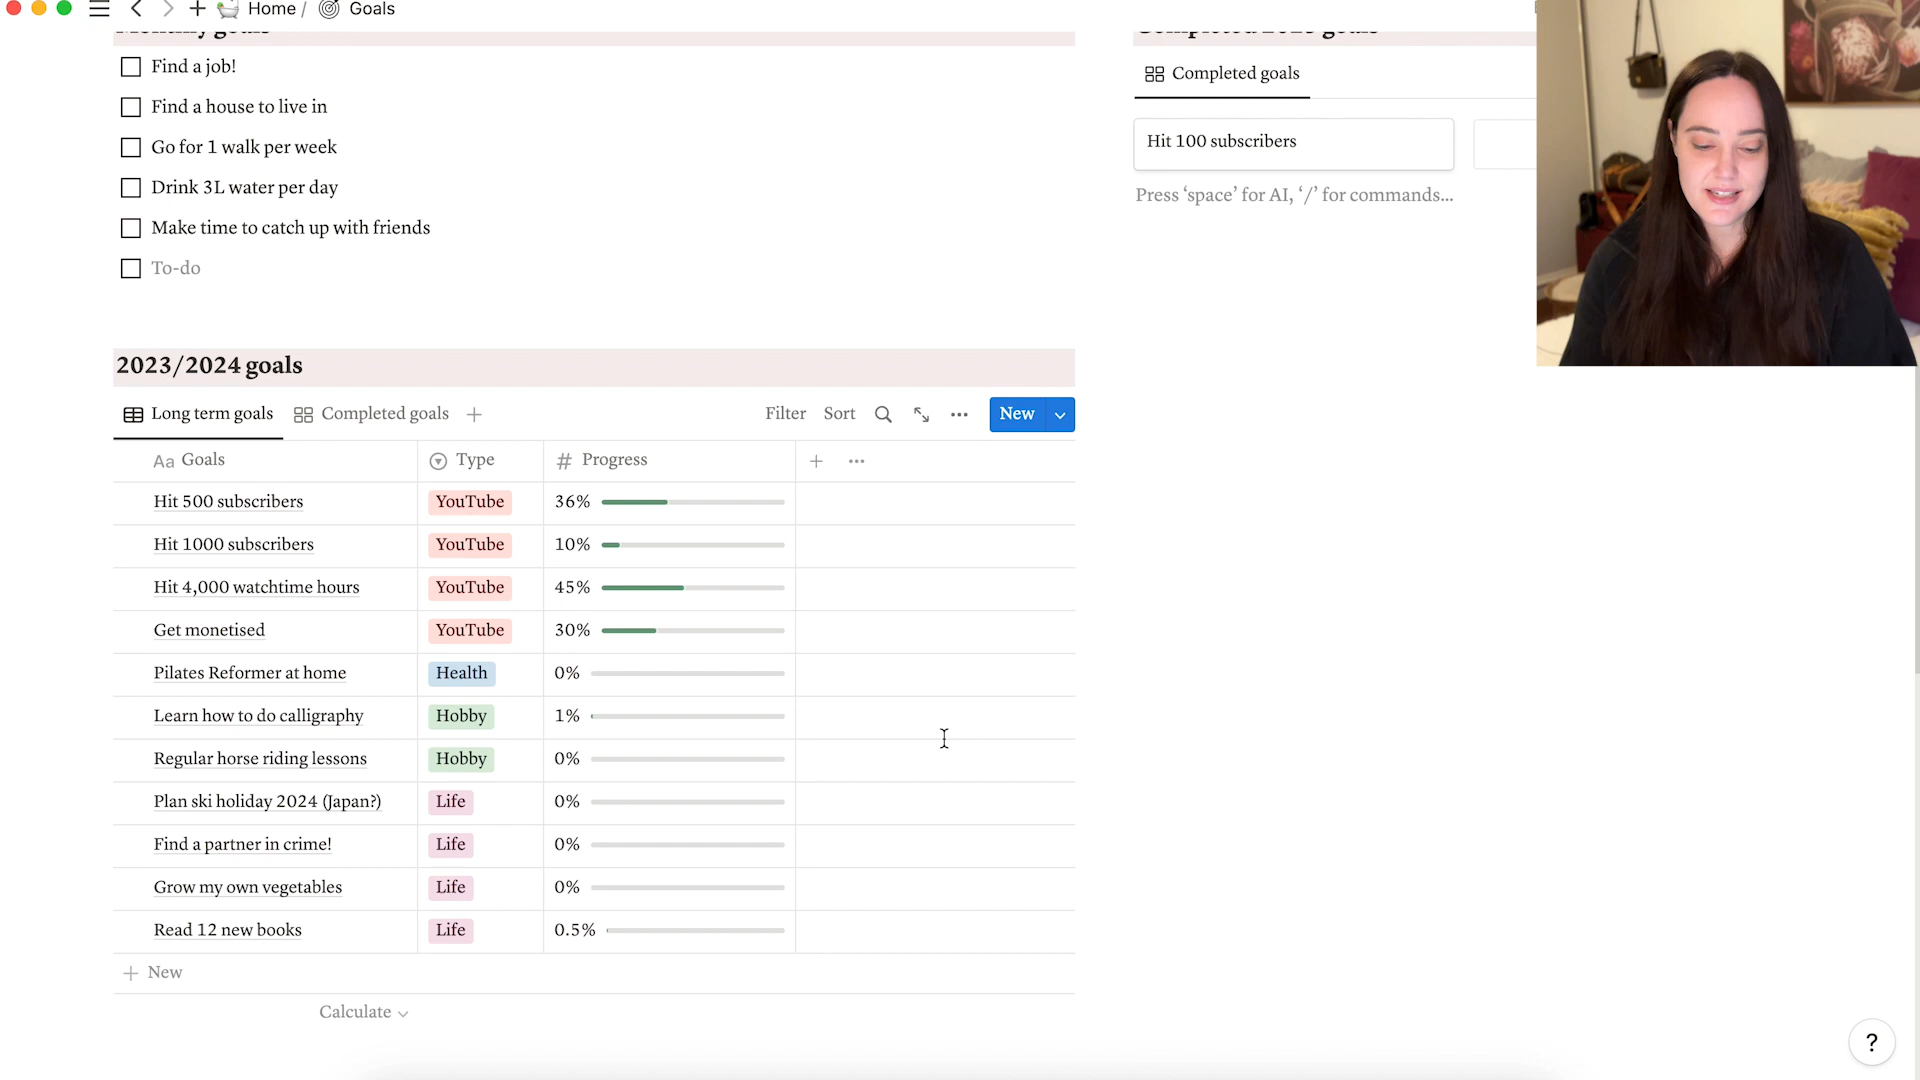 Home / Goals
Monthly goals
Find a job!
Find a house to live in
Go for 1 walk per week
Drink 3L water per day
Make time to catch up with friends
To-do
2023/2024 goals
Long term goals Completed goals
Filter Sort New
Aa Goals Type # Progress
Hit 500 subscribers YouTube 36%
Hit 1000 subscribers YouTube 10%
Hit 4,000 watchtime hours YouTube 45%
Get monetised YouTube 30%
Pilates Reformer at home Health 0%
Learn how to do calligraphy Hobby 1%
Regular horse riding lessons Hobby 0%
Plan ski holiday 2024 (Japan?) Life 0%
Find a partner in crime! Life 0%
Grow my own vegetables Life 0%
Read 12 new books Life 0.5%
+ New
Calculate
Completed 2023 goals
Completed goals
Hit 100 subscribers
Press ‘space’ for AI, ‘/’ for commands...
?